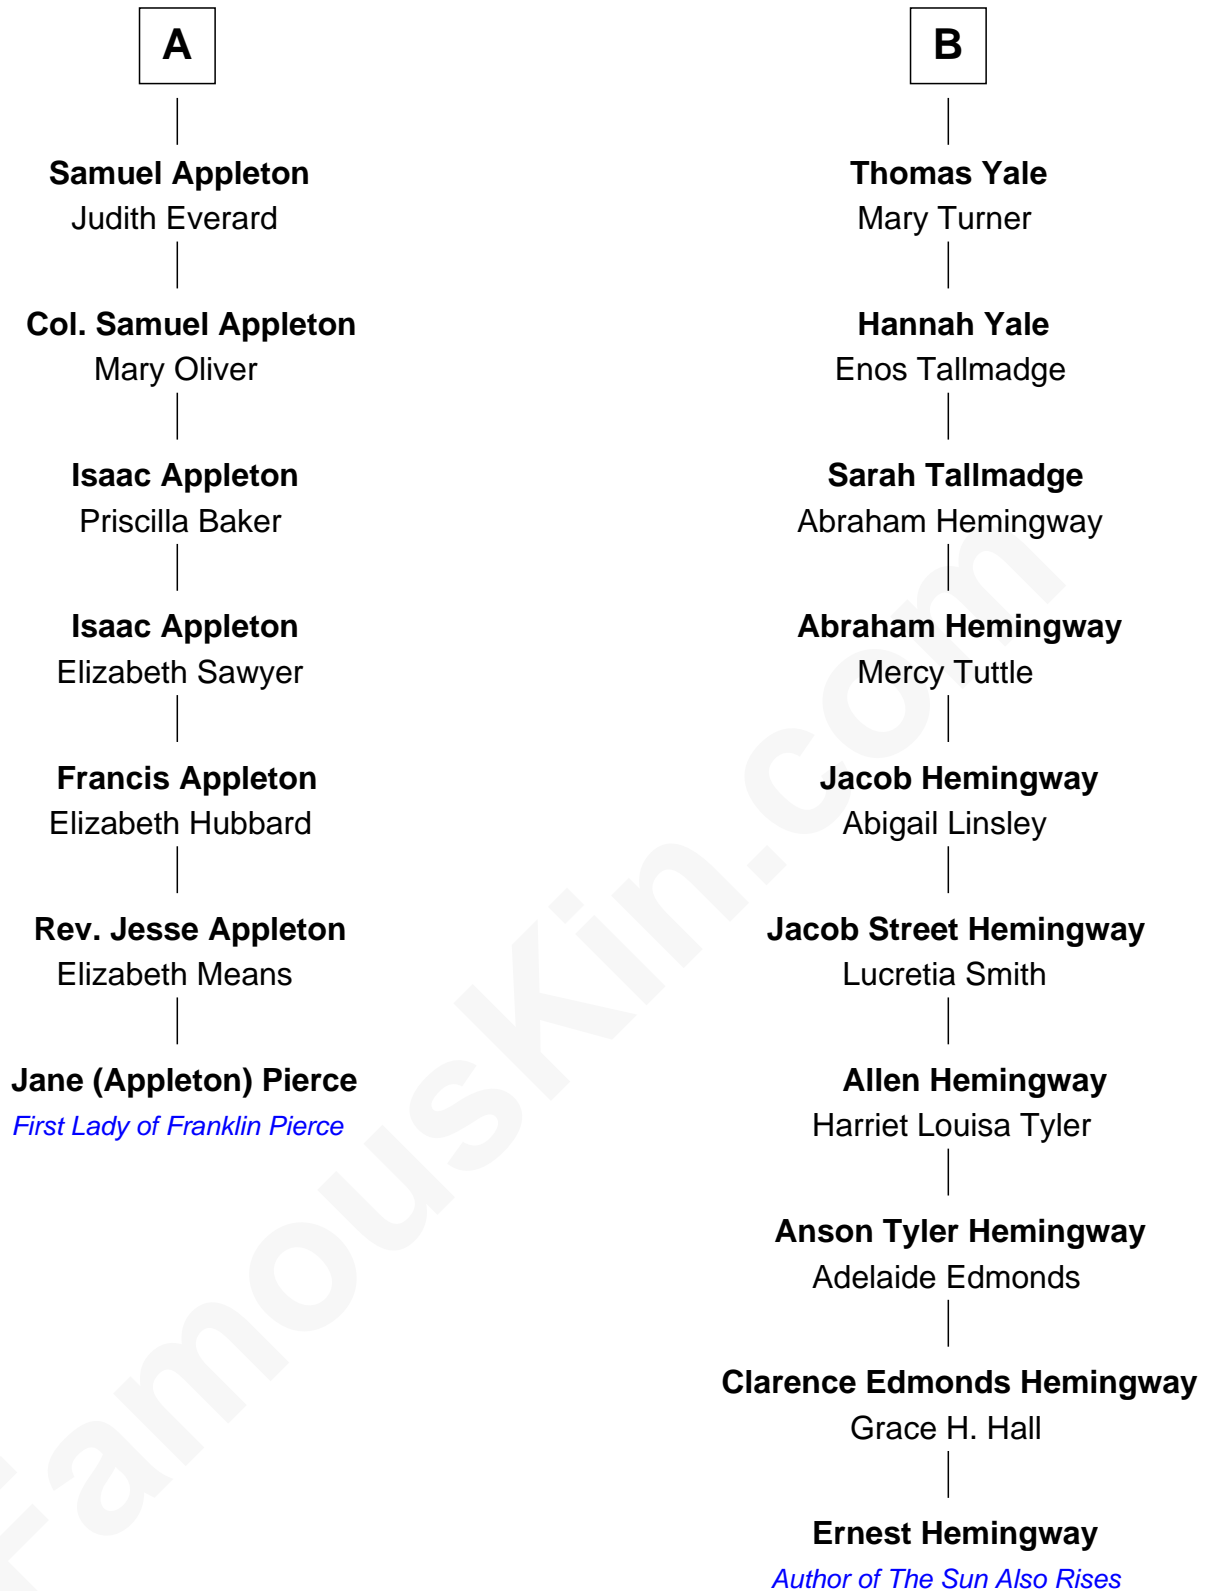 A
Samuel Appleton
Judith Everard
Col. Samuel Appleton
Mary Oliver
Isaac Appleton
Priscilla Baker
Isaac Appleton
Elizabeth Sawyer
Francis Appleton
Elizabeth Hubbard
Rev. Jesse Appleton
Elizabeth Means
Jane (Appleton) Pierce
First Lady of Franklin Pierce
B
Thomas Yale
Mary Turner
Hannah Yale
Enos Tallmadge
Sarah Tallmadge
Abraham Hemingway
Abraham Hemingway
Mercy Tuttle
Jacob Hemingway
Abigail Linsley
Jacob Street Hemingway
Lucretia Smith
Allen Hemingway
Harriet Louisa Tyler
Anson Tyler Hemingway
Adelaide Edmonds
Clarence Edmonds Hemingway
Grace H. Hall
Ernest Hemingway
Author of The Sun Also Rises
FamousKin.com